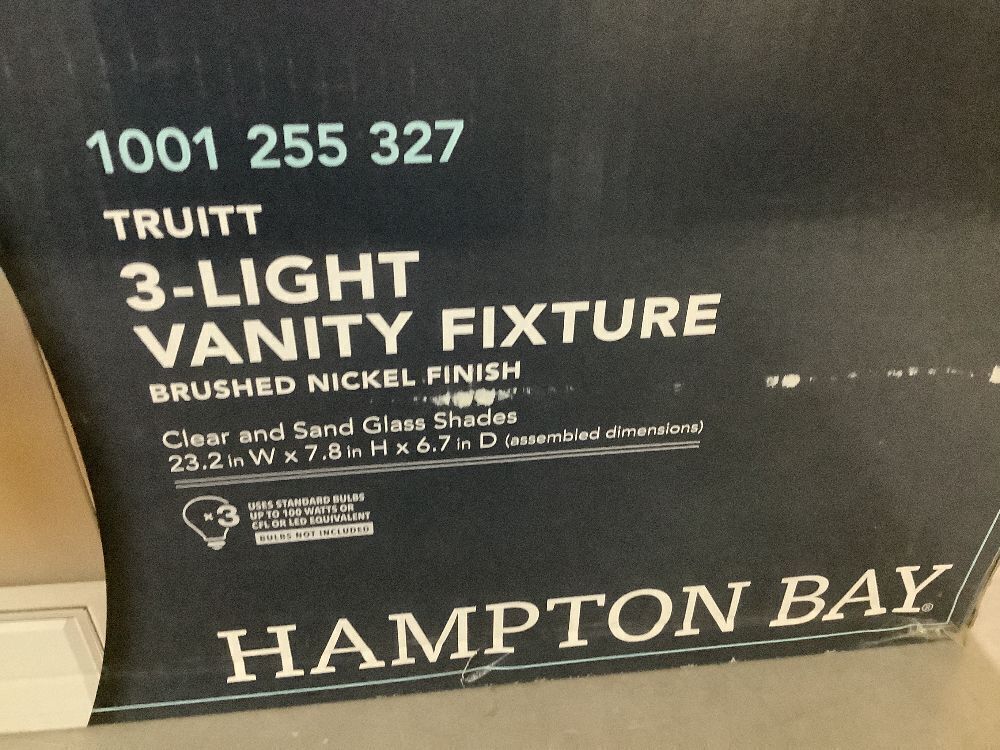 1001 255 327
TRUITT
3-LIGHT
VANITY FIXTURE
BRUSHED NICKEL FINISH
Clear and Sand Glass Shades
23.2 in W x 7.8 in H x 6.7 in D (assembled dimensions)
x3
USES STANDARD BULBS
UP TO 100 WATTS OR
CFL OR LED EQUIVALENT
BULBS NOT INCLUDED
HAMPTON BAY®